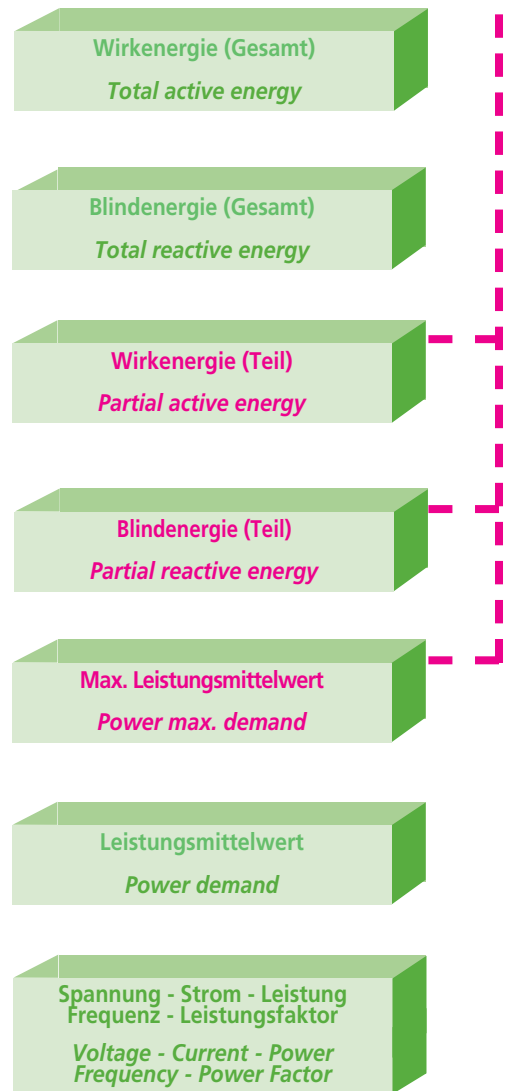 Wirkenergie (Gesamt)
Total active energy
Blindenergie (Gesamt)
Total reactive energy
Wirkenergie (Teil)
Partial active energy
Blindenergie (Teil)
Partial reactive energy
Max. Leistungsmittelwert
Power max. demand
Leistungsmittelwert
Power demand
Spannung - Strom - Leistung
Frequenz - Leistungsfaktor
Voltage - Current - Power
Frequency - Power Factor